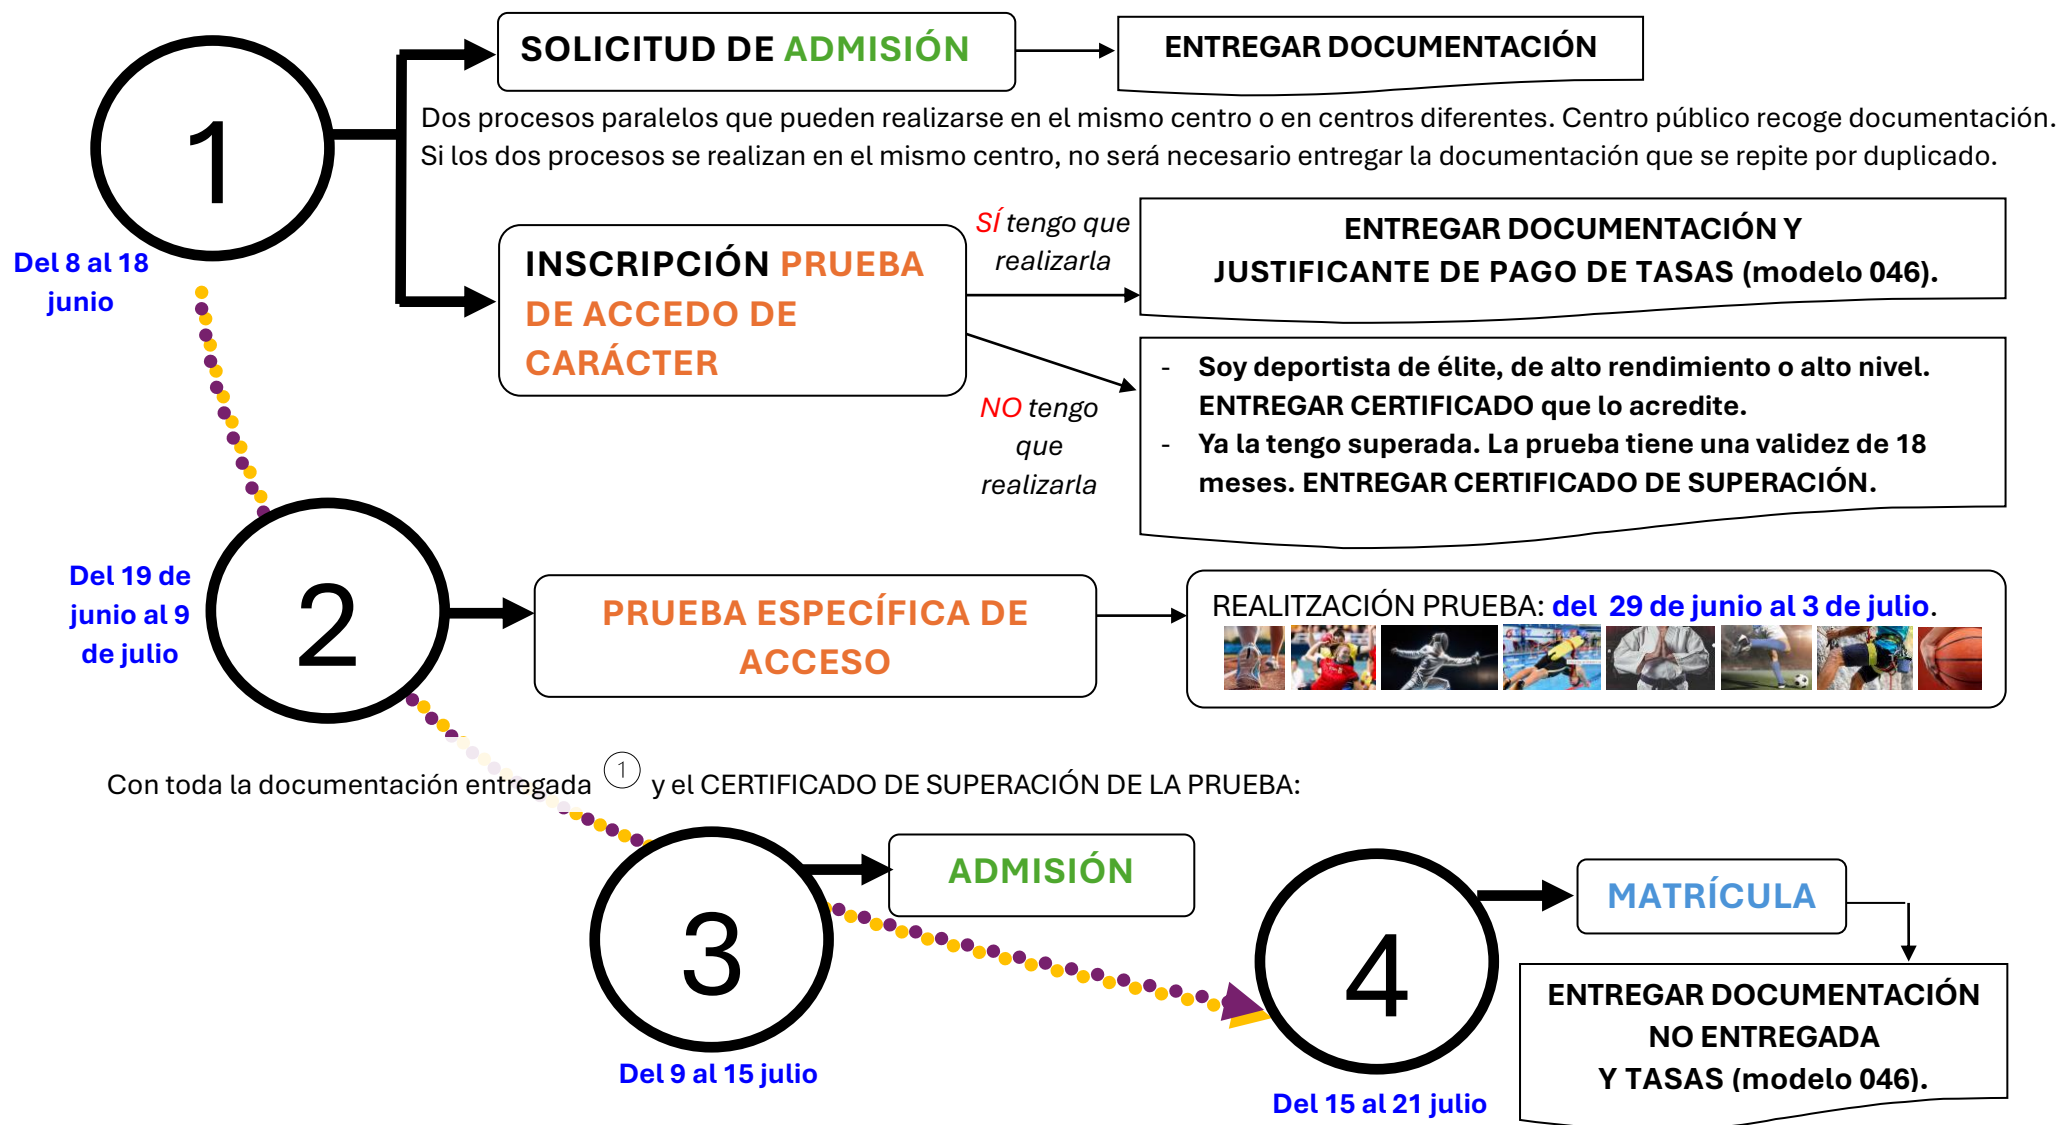 1
Del 8 al 18
junio
SOLICITUD DE ADMISIÓN
ENTREGAR DOCUMENTACIÓN
Dos procesos paralelos que pueden realizarse en el mismo centro o en centros diferentes. Centro público recoge documentación.
Si los dos procesos se realizan en el mismo centro, no será necesario entregar la documentación que se repite por duplicado.
INSCRIPCIÓN PRUEBA
DE ACCEDO DE
CARÁCTER
SÍ tengo que
realizarla
ENTREGAR DOCUMENTACIÓN Y
JUSTIFICANTE DE PAGO DE TASAS (modelo 046).
NO tengo
que
realizarla
- Soy deportista de élite, de alto rendimiento o alto nivel.
ENTREGAR CERTIFICADO que lo acredite.
- Ya la tengo superada. La prueba tiene una validez de 18
meses. ENTREGAR CERTIFICADO DE SUPERACIÓN.
2
Del 19 de
junio al 9
de julio
PRUEBA ESPECÍFICA DE
ACCESO
REALITZACIÓN PRUEBA: del 29 de junio al 3 de julio.
Con toda la documentación entregada 1 y el CERTIFICADO DE SUPERACIÓN DE LA PRUEBA:
3
Del 9 al 15 julio
ADMISIÓN
4
Del 15 al 21 julio
MATRÍCULA
ENTREGAR DOCUMENTACIÓN
NO ENTREGADA
Y TASAS (modelo 046).